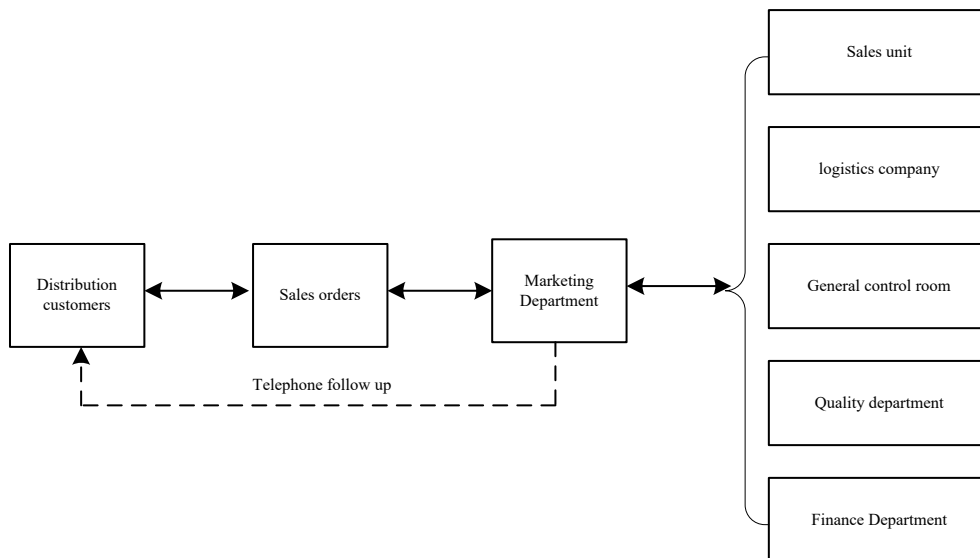 Distribution
customers
Sales orders
Marketing
Department
Telephone follow up
Sales unit
logistics company
General control room
Quality department
Finance Department